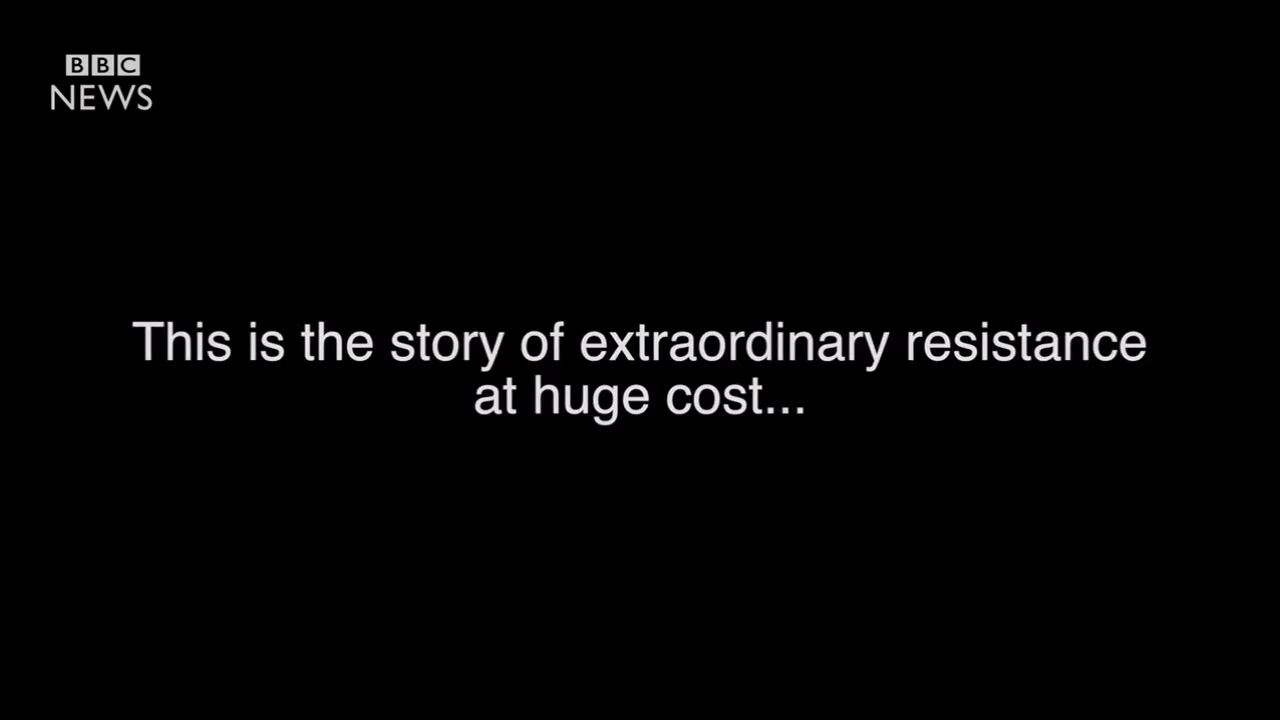 BBC
NEWS
This is the story of extraordinary resistance
at huge cost...